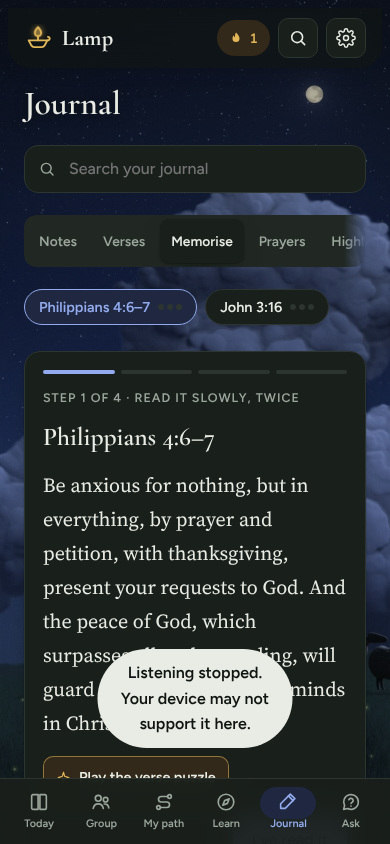 Lamp
1
Journal
Search your journal
Notes Verses Memorise Prayers
Philippians 4:6–7 John 3:16
STEP 1 OF 4 · READ IT SLOWLY, TWICE
Philippians 4:6–7
Be anxious for nothing, but in
everything, by prayer and
petition, with thanksgiving,
present your requests to God. And
the peace of God, which
will
guard minds
in
Listening stopped.
Your device may not
support it here.
Play the verse puzzle
Today Group My path Learn Journal Ask